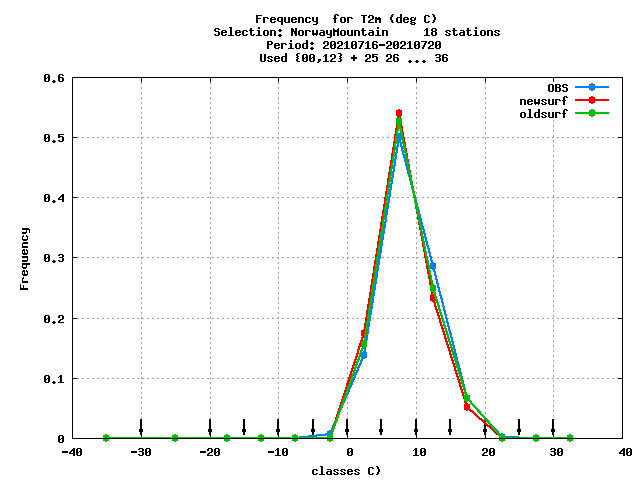 Frequency  for T2m (deg C)
Selection: NorwayMountain     18 stations
Period: 20210716-20210720
Used {00,12} + 25 26 ... 36
OBS
newsurf
oldsurf
0.6
0.5
0.4
0.3
0.2
0.1
0
Frequency
-40 -30 -20 -10 0 10 20 30 40
classes C)